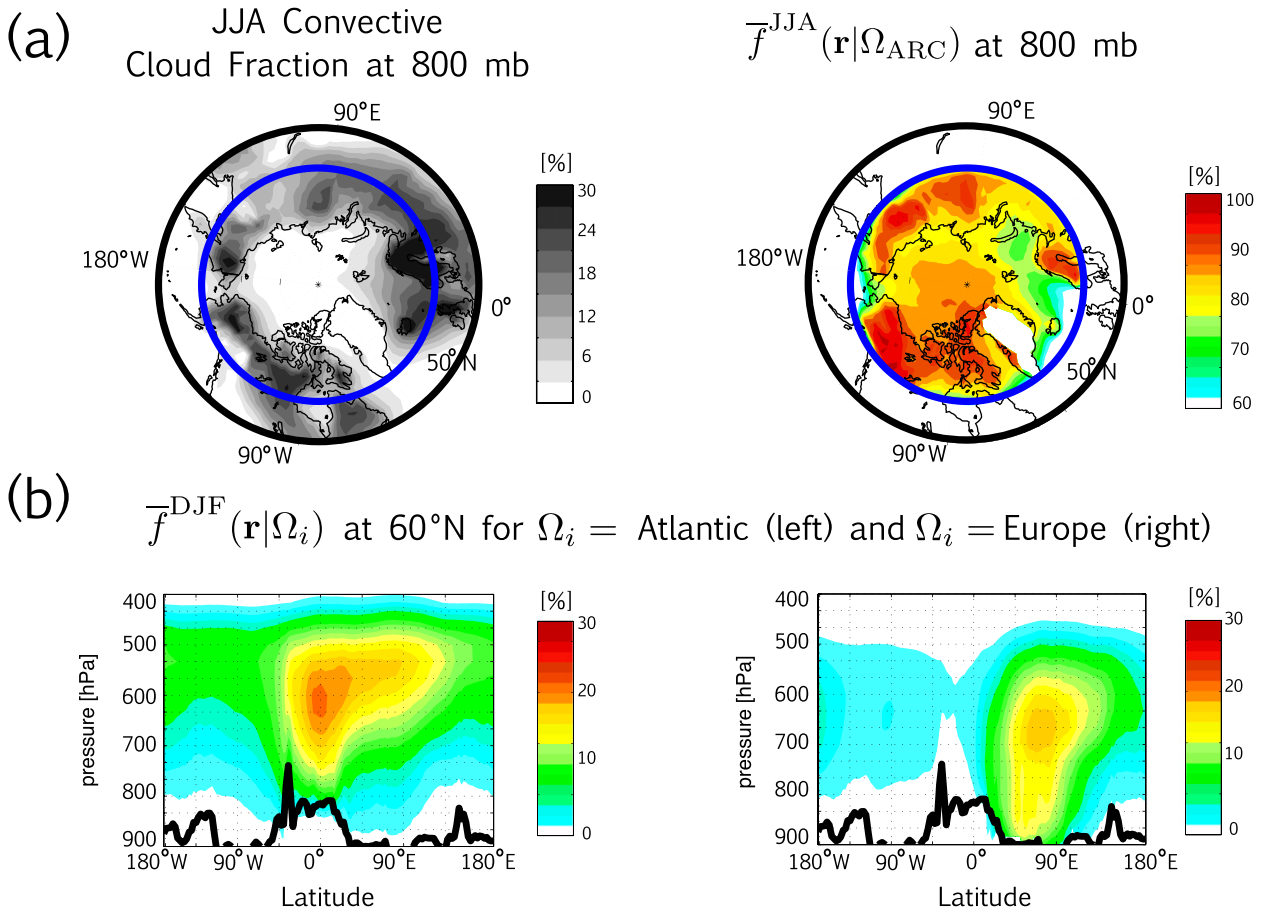 (a)
JJA Convective
Cloud Fraction at 800 mb
90°E
180°W
0°
50°N
90°W
[%]
30
24
18
12
6
0
f̅ᴶᴶᴬ(r|Ω_ARC) at 800 mb
90°E
180°W
0°
50°N
90°W
[%]
100
90
80
70
60
(b)
f̅ᴰᴶF(r|Ωᵢ) at 60°N for Ωᵢ = Atlantic (left) and Ωᵢ = Europe (right)
pressure [hPa]
400
500
600
700
800
900
180°W 90°W 0° 90°E 180°E
Latitude
[%]
30
20
10
0
pressure [hPa]
400
500
600
700
800
900
180°W 90°W 0° 90°E 180°E
Latitude
[%]
30
20
10
0